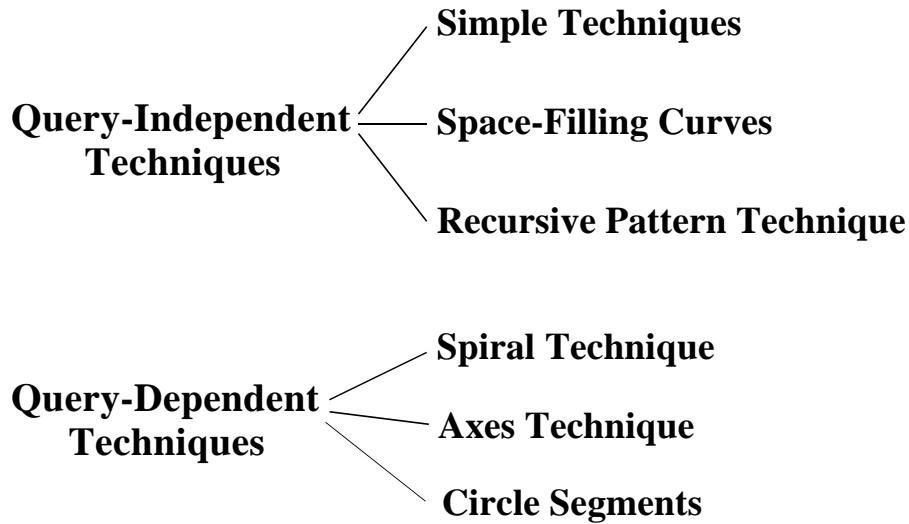 Simple Techniques
Query-Independent
Techniques
Space-Filling Curves
Recursive Pattern Technique
Spiral Technique
Query-Dependent
Techniques
Axes Technique
Circle Segments